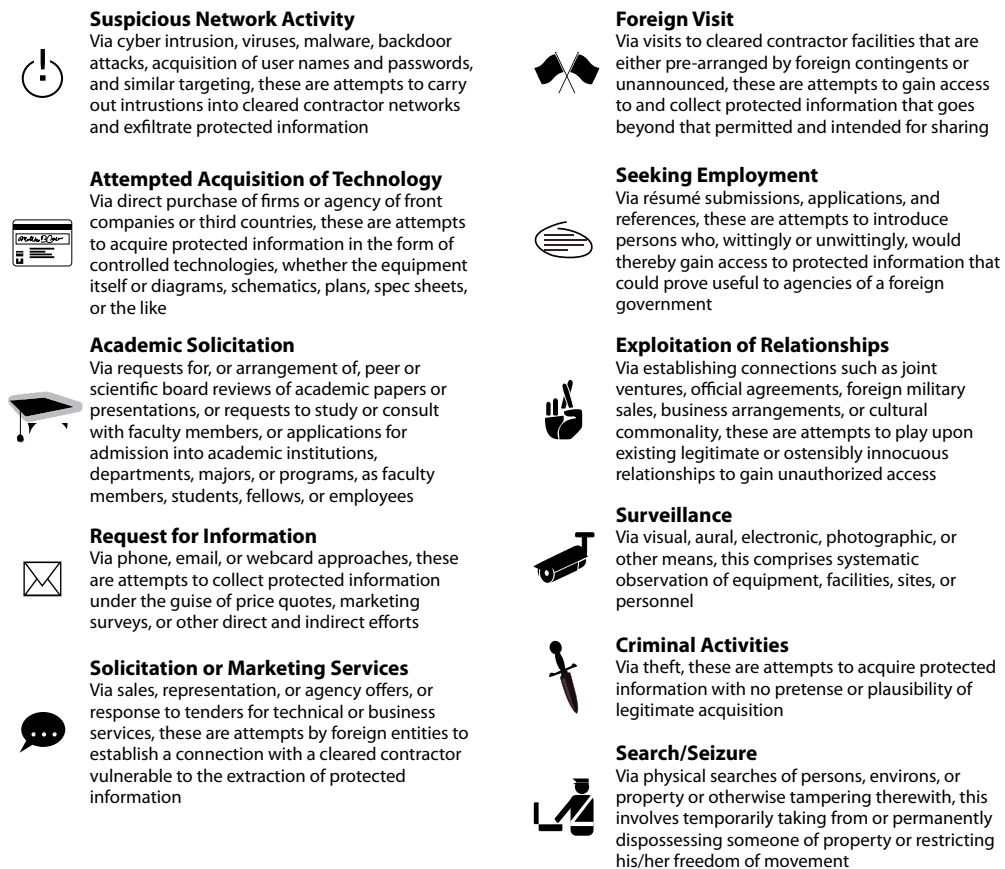 Suspicious Network Activity
Via cyber intrusion, viruses, malware, backdoor
attacks, acquisition of user names and passwords,
and similar targeting, these are attempts to carry
out intrustions into cleared contractor networks
and exfiltrate protected information
Attempted Acquisition of Technology
Via direct purchase of firms or agency of front
companies or third countries, these are attempts
to acquire protected information in the form of
controlled technologies, whether the equipment
itself or diagrams, schematics, plans, spec sheets,
or the like
Academic Solicitation
Via requests for, or arrangement of, peer or
scientific board reviews of academic papers or
presentations, or requests to study or consult
with faculty members, or applications for
admission into academic institutions,
departments, majors, or programs, as faculty
members, students, fellows, or employees
Request for Information
Via phone, email, or webcard approaches, these
are attempts to collect protected information
under the guise of price quotes, marketing
surveys, or other direct and indirect efforts
Solicitation or Marketing Services
Via sales, representation, or agency offers, or
response to tenders for technical or business
services, these are attempts by foreign entities to
establish a connection with a cleared contractor
vulnerable to the extraction of protected
information
Foreign Visit
Via visits to cleared contractor facilities that are
either pre-arranged by foreign contingents or
unannounced, these are attempts to gain access
to and collect protected information that goes
beyond that permitted and intended for sharing
Seeking Employment
Via résumé submissions, applications, and
references, these are attempts to introduce
persons who, wittingly or unwittingly, would
thereby gain access to protected information that
could prove useful to agencies of a foreign
government
Exploitation of Relationships
Via establishing connections such as joint
ventures, official agreements, foreign military
sales, business arrangements, or cultural
commonality, these are attempts to play upon
existing legitimate or ostensibly innocuous
relationships to gain unauthorized access
Surveillance
Via visual, aural, electronic, photographic, or
other means, this comprises systematic
observation of equipment, facilities, sites, or
personnel
Criminal Activities
Via theft, these are attempts to acquire protected
information with no pretense or plausibility of
legitimate acquisition
Search/Seizure
Via physical searches of persons, environs, or
property or otherwise tampering therewith, this
involves temporarily taking from or permanently
dispossessing someone of property or restricting
his/her freedom of movement